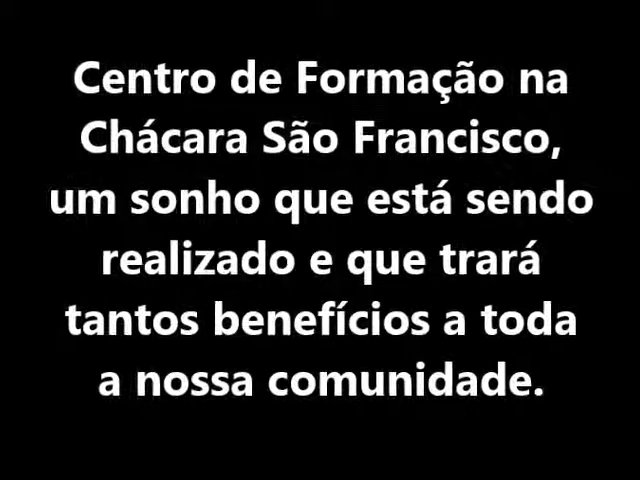 Centro de Formação na
Chácara São Francisco,
um sonho que está sendo
realizado e que trará
tantos benefícios a toda
a nossa comunidade.